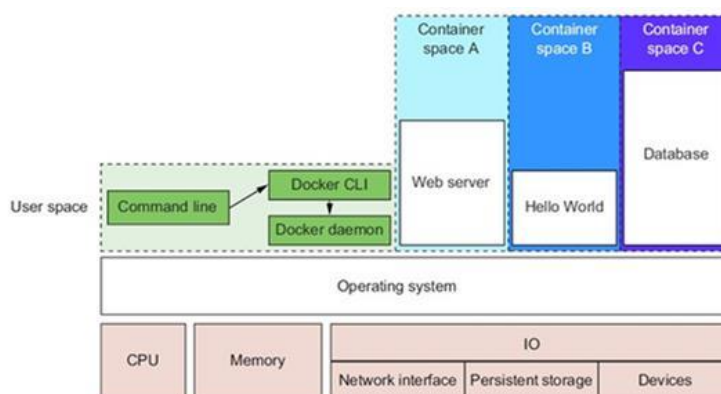 Container
space A
Container
space B
Container
space C
Database
Web server
Docker CLI
User space
Command line
Hello World
Docker daemon
Operating system
CPU
Memory
IO
Network interface
Persistent storage
Devices